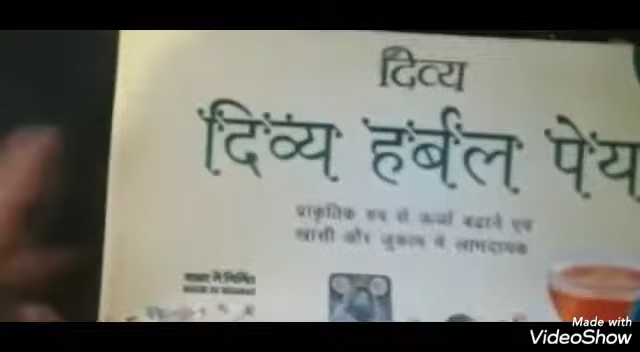 दिव्य
दिव्य हर्बल पेय
प्राकृतिक रुप से ऊर्जा बढाने एवं
खांसी और जुकाम में लाभदायक
Made with
VideoShow